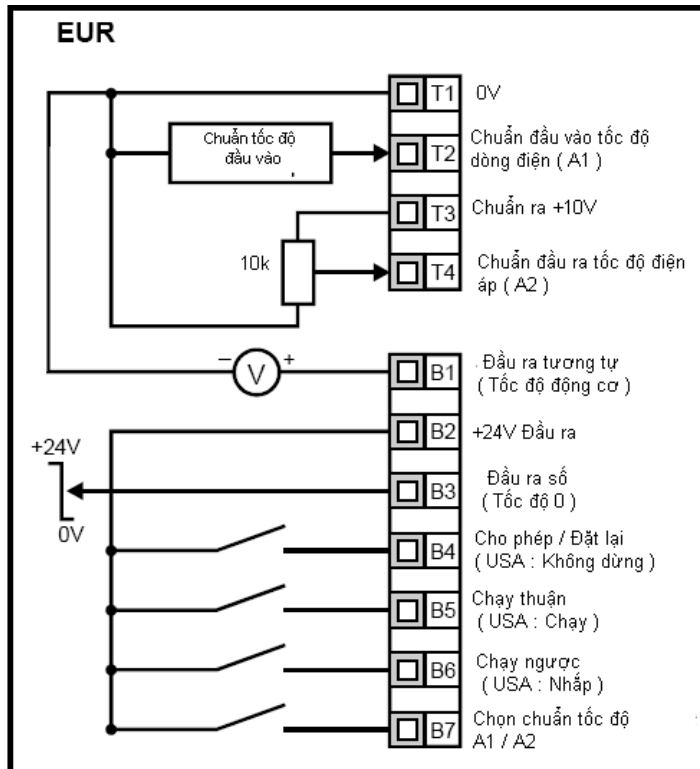 EUR
T1 0V
Chuẩn tốc độ
đầu vào
T2 Chuẩn đầu vào tốc độ
dòng điện ( A1 )
T3 Chuẩn ra +10V
10k
T4 Chuẩn đầu ra tốc độ điện
áp ( A2 )
– V +
B1 Đầu ra tương tự
( Tốc độ động cơ )
B2 +24V Đầu ra
+24V
0V
B3 Đầu ra số
( Tốc độ 0 )
B4 Cho phép / Đặt lại
( USA : Không dừng )
B5 Chạy thuận
( USA : Chạy )
B6 Chạy ngược
( USA : Nhắp )
B7 Chọn chuẩn tốc độ
A1 / A2